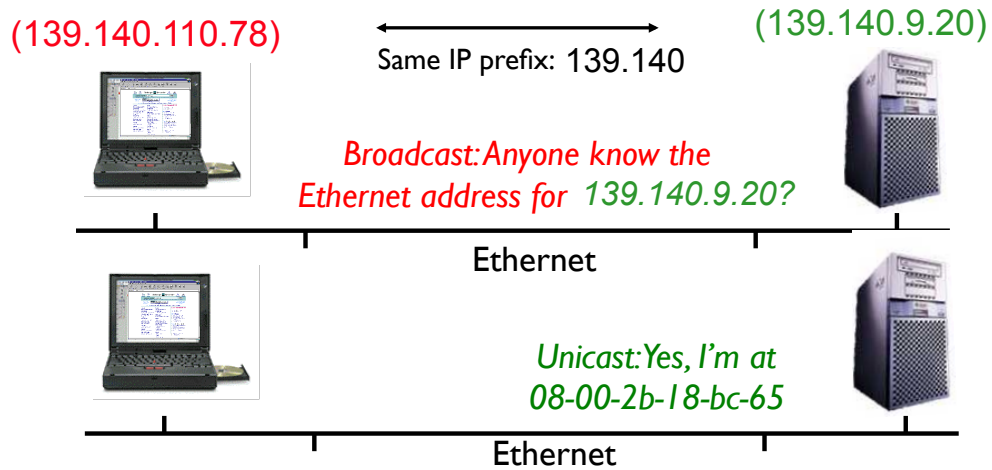 (139.140.110.78)
(139.140.9.20)
Same IP prefix: 139.140
Broadcast: Anyone know the
Ethernet address for 139.140.9.20?
Ethernet
Unicast: Yes, I'm at
08-00-2b-18-bc-65
Ethernet